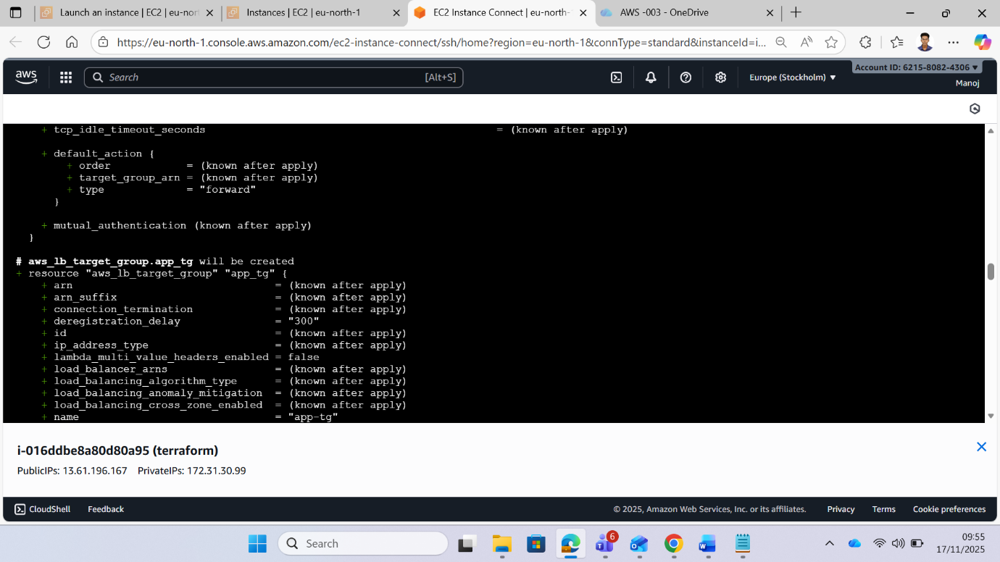 Launch an instance | EC2 | eu-nort
Instances | EC2 | eu-north-1
EC2 Instance Connect | eu-north-
AWS -003 - OneDrive
https://eu-north-1.console.aws.amazon.com/ec2-instance-connect/ssh/home?region=eu-north-1&connType=standard&instanceId=i...
aws
Search
[Alt+S]
Europe (Stockholm) ▼
Account ID: 6215-8082-4306 ▼
Manoj
+ tcp_idle_timeout_seconds = (known after apply)
+ default_action {
+ order = (known after apply)
+ target_group_arn = (known after apply)
+ type = "forward"
}
+ mutual_authentication (known after apply)
}
# aws_lb_target_group.app_tg will be created
+ resource "aws_lb_target_group" "app_tg" {
+ arn = (known after apply)
+ arn_suffix = (known after apply)
+ connection_termination = (known after apply)
+ deregistration_delay = "300"
+ id = (known after apply)
+ ip_address_type = (known after apply)
+ lambda_multi_value_headers_enabled = false
+ load_balancer_arns = (known after apply)
+ load_balancing_algorithm_type = (known after apply)
+ load_balancing_anomaly_mitigation = (known after apply)
+ load_balancing_cross_zone_enabled = (known after apply)
+ name = "app-tg"
i-016ddbe8a80d80a95 (terraform)
PublicIPs: 13.61.196.167 PrivateIPs: 172.31.30.99
CloudShell
Feedback
© 2025, Amazon Web Services, Inc. or its affiliates.
Privacy
Terms
Cookie preferences
Search
6
09:55
17/11/2025